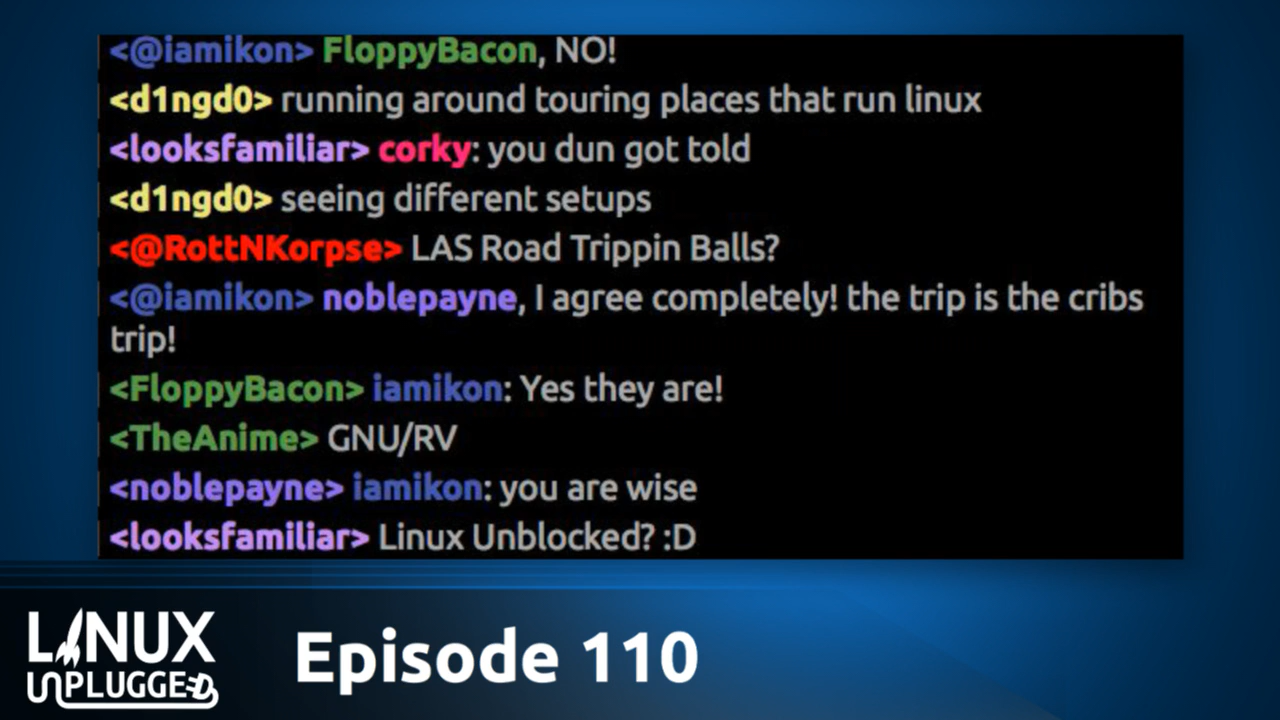 <@iamikon> FloppyBacon, NO!
<d1ngd0> running around touring places that run linux
<looksfamiliar> corky: you dun got told
<d1ngd0> seeing different setups
<@RottNKorpse> LAS Road Trippin Balls?
<@iamikon> noblepayne, I agree completely! the trip is the cribs
trip!
<FloppyBacon> iamikon: Yes they are!
<TheAnime> GNU/RV
<noblepayne> iamikon: you are wise
<looksfamiliar> Linux Unblocked? :D
LINUX
UNPLUGGED
Episode 110